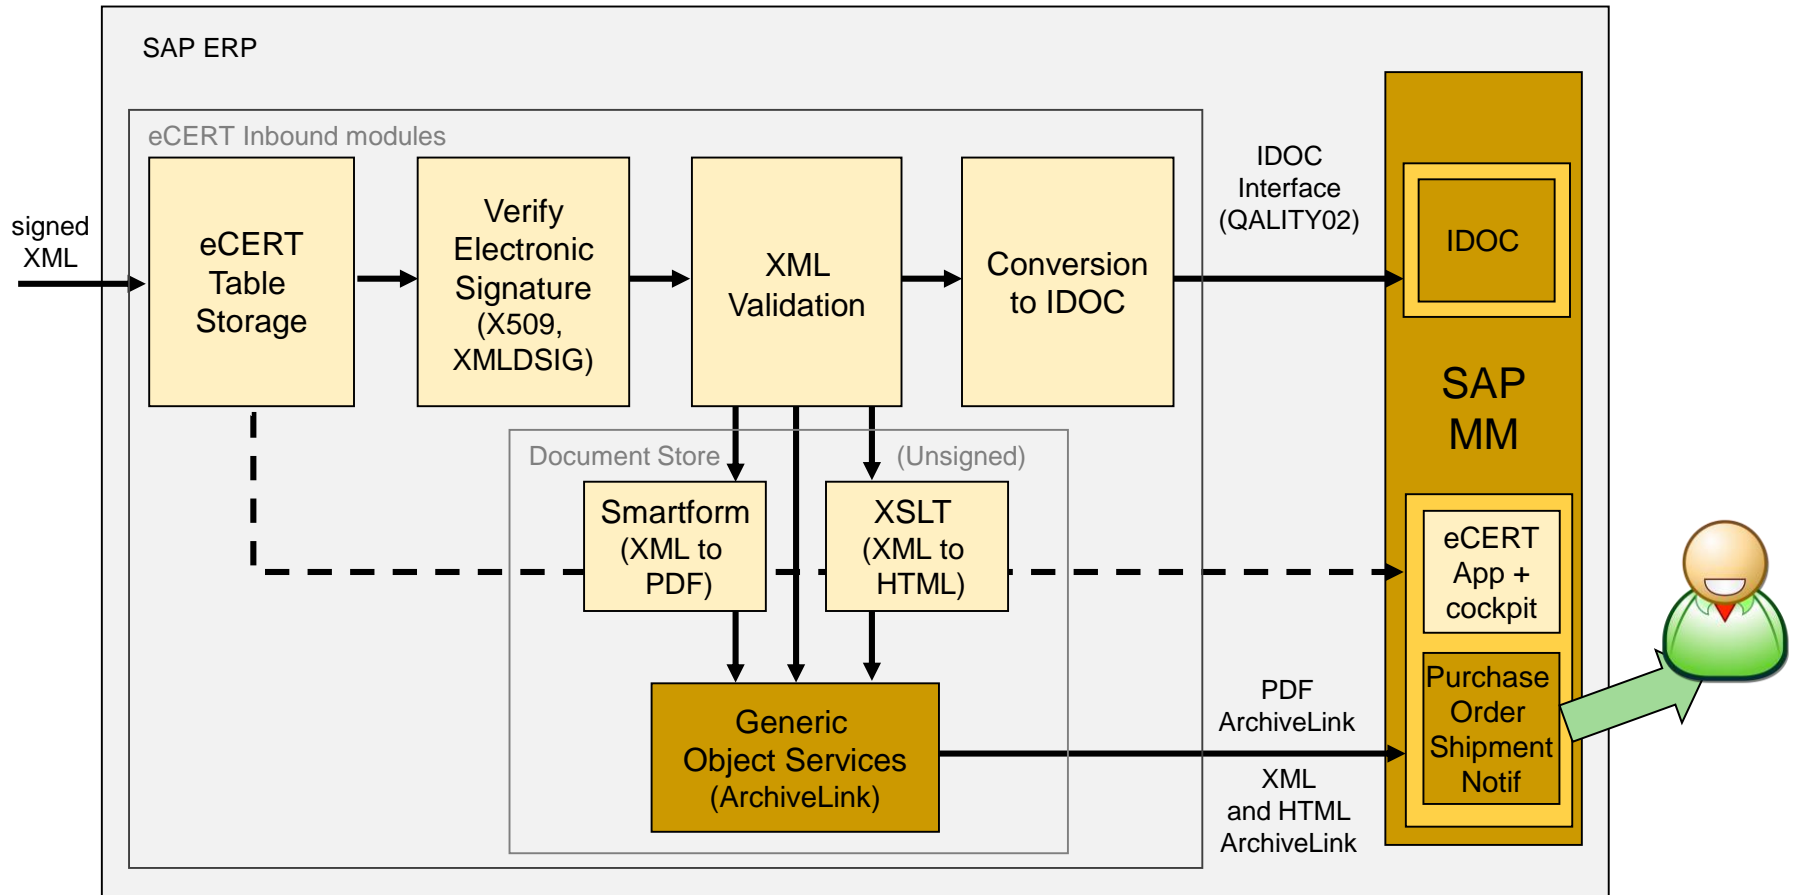 SAP ERP
eCERT Inbound modules
signed
XML
eCERT
Table
Storage
Verify
Electronic
Signature
(X509,
XMLDSIG)
XML
Validation
Conversion
to IDOC
IDOC
Interface
(QALITY02)
IDOC
SAP
MM
Document Store
(Unsigned)
Smartform
(XML to
PDF)
XSLT
(XML to
HTML)
eCERT
App +
cockpit
Generic
Object Services
(ArchiveLink)
PDF
ArchiveLink
XML
and HTML
ArchiveLink
Purchase
Order
Shipment
Notif